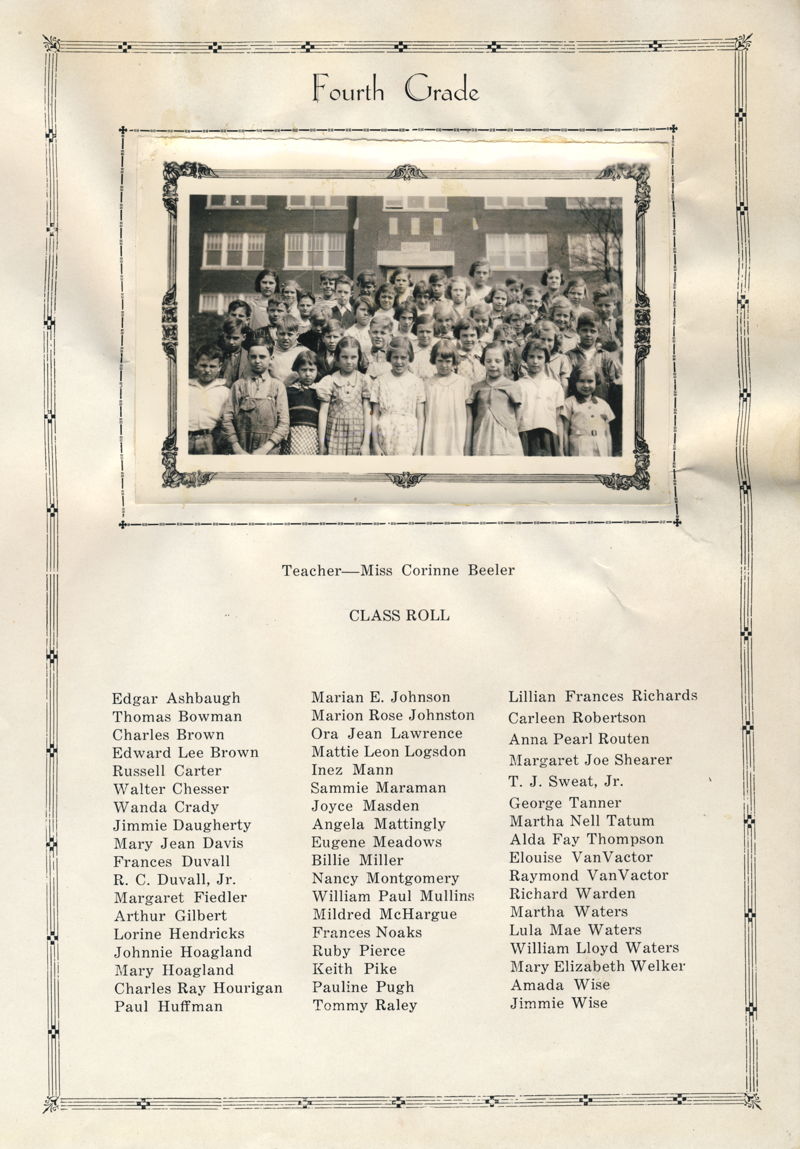 Fourth Grade
Teacher—Miss Corinne Beeler
CLASS ROLL
Edgar Ashbaugh
Thomas Bowman
Charles Brown
Edward Lee Brown
Russell Carter
Walter Chesser
Wanda Crady
Jimmie Daugherty
Mary Jean Davis
Frances Duvall
R. C. Duvall, Jr.
Margaret Fiedler
Arthur Gilbert
Lorine Hendricks
Johnnie Hoagland
Mary Hoagland
Charles Ray Hourigan
Paul Huffman
Marian E. Johnson
Marion Rose Johnston
Ora Jean Lawrence
Mattie Leon Logsdon
Inez Mann
Sammie Maraman
Joyce Masden
Angela Mattingly
Eugene Meadows
Billie Miller
Nancy Montgomery
William Paul Mullins
Mildred McHargue
Frances Noaks
Ruby Pierce
Keith Pike
Pauline Pugh
Tommy Raley
Lillian Frances Richards
Carleen Robertson
Anna Pearl Routen
Margaret Joe Shearer
T. J. Sweat, Jr.
George Tanner
Martha Nell Tatum
Alda Fay Thompson
Elouise VanVactor
Raymond VanVactor
Richard Warden
Martha Waters
Lula Mae Waters
William Lloyd Waters
Mary Elizabeth Welker
Amada Wise
Jimmie Wise